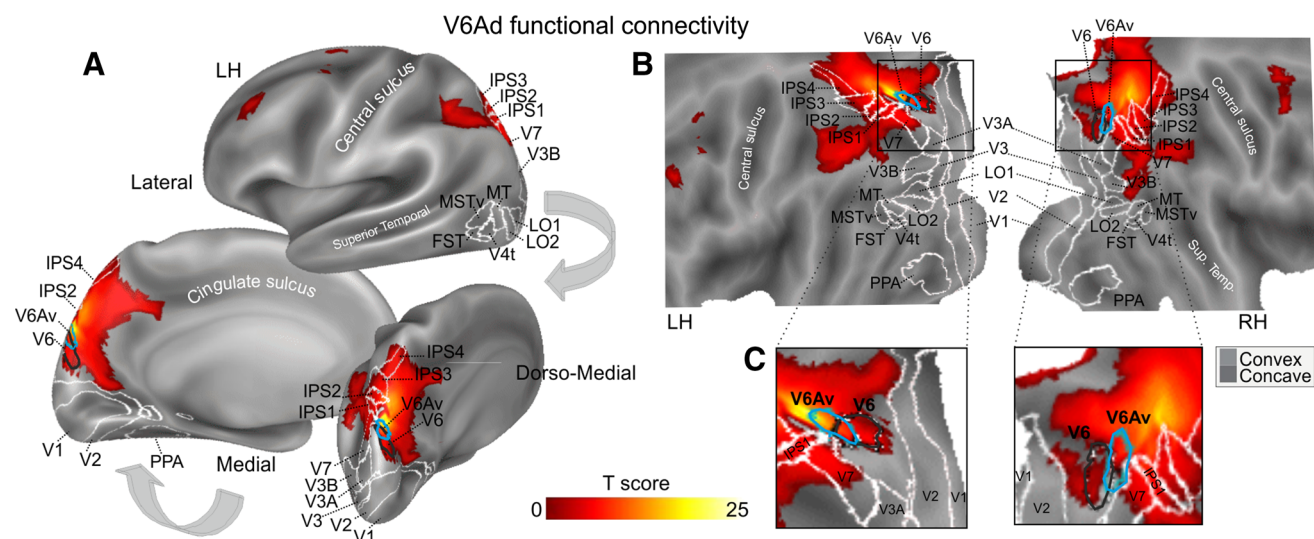 V6Ad functional connectivity
A
LH
Central sulcus
IPS3
IPS2
IPS1
V7
V3B
Lateral
Superior Temporal
MSTv
MT
FST
V4t
LO1
LO2
IPS4
IPS2
V6Av
V6
Cingulate sulcus
V1
V2
PPA
Medial
IPS4
IPS3
IPS2
IPS1
V6Av
V6
Dorso-Medial
V7
V3B
V3A
V3
V2
V1
T score
0
25
B
V6Av
V6
IPS4
IPS3
IPS2
IPS1
V7
Central sulcus
V3B
MT
MSTv
FST
V4t
LO2
PPA
LH
V3A
V3
LO1
V2
V1
V6
V6Av
IPS4
IPS3
IPS2
IPS1
V7
V3B
MT
MSTv
LO2
FST
V4t
Central sulcus
Sup. Temp.
PPA
RH
C
V6Av
V6
IPS1
V7
V3A
V2
V1
V6Av
V6
V1
V2
V7
IPS1
Convex
Concave